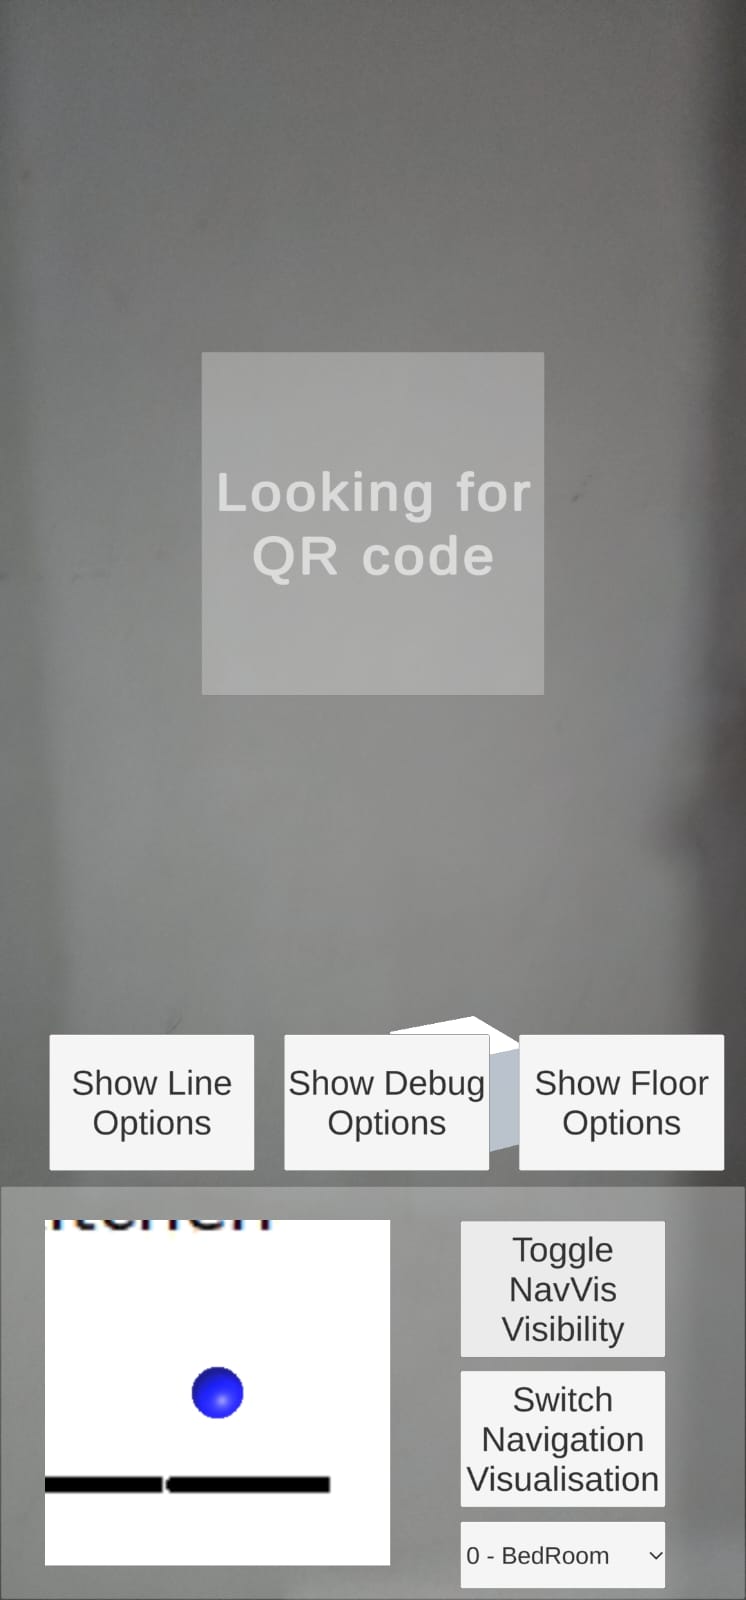 Looking for
QR code
Show Line
Options
Show Debug
Options
Show Floor
Options
Toggle
NavVis
Visibility
Switch
Navigation
Visualisation
0 - BedRoom